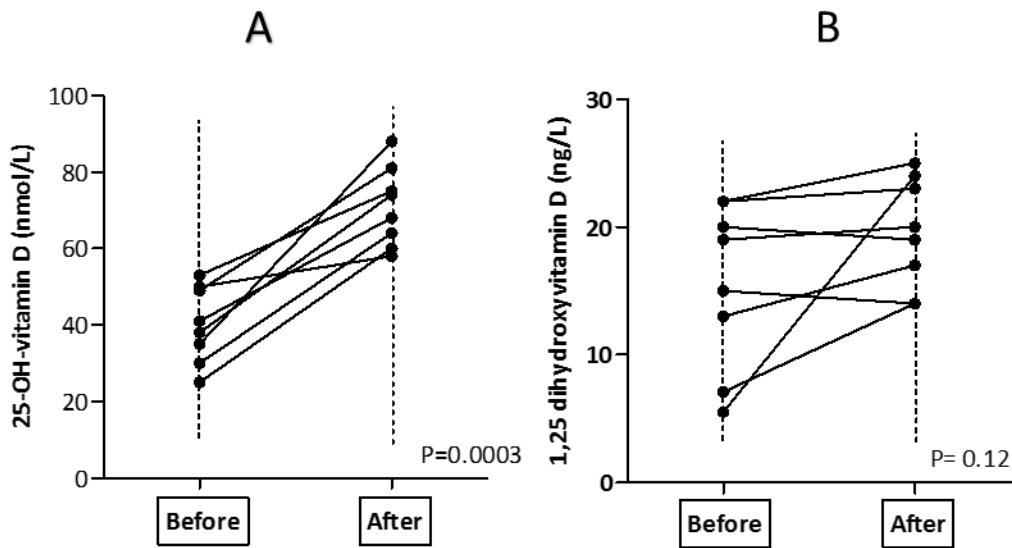 A
25-OH-vitamin D (nmol/L)
100
80
60
40
20
0
P=0.0003
Before
After
B
1,25 dihydroxyvitamin D (ng/L)
30
20
10
0
P= 0.12
Before
After